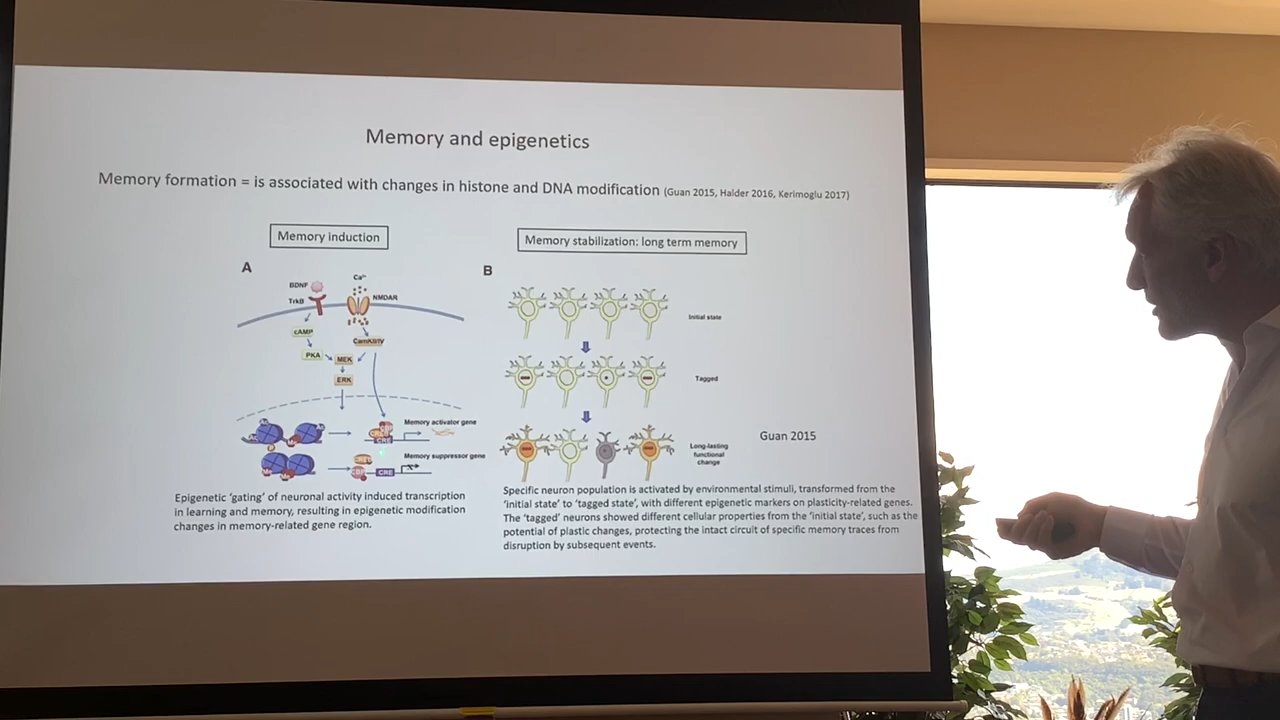 Memory and epigenetics
Memory formation = is associated with changes in histone and DNA modification (Guan 2015, Halder 2016, Kerimoglu 2017)
Memory induction
Memory stabilization: long term memory
A
BDNF
TrkB
Ca²⁺
NMDAR
cAMP
PKA
MEK
CamKII/IV
ERK
CRE
Memory activator gene
CRE
Memory suppressor gene
Epigenetic ‘gating’ of neuronal activity induced transcription
in learning and memory, resulting in epigenetic modification
changes in memory-related gene region.
B
Initial state
Tagged
Long-lasting
functional
change
Guan 2015
Specific neuron population is activated by environmental stimuli, transformed from the
‘initial state’ to ‘tagged state’, with different epigenetic markers on plasticity-related genes.
The ‘tagged’ neurons showed different cellular properties from the ‘initial state’, such as the
potential of plastic changes, protecting the intact circuit of specific memory traces from
disruption by subsequent events.